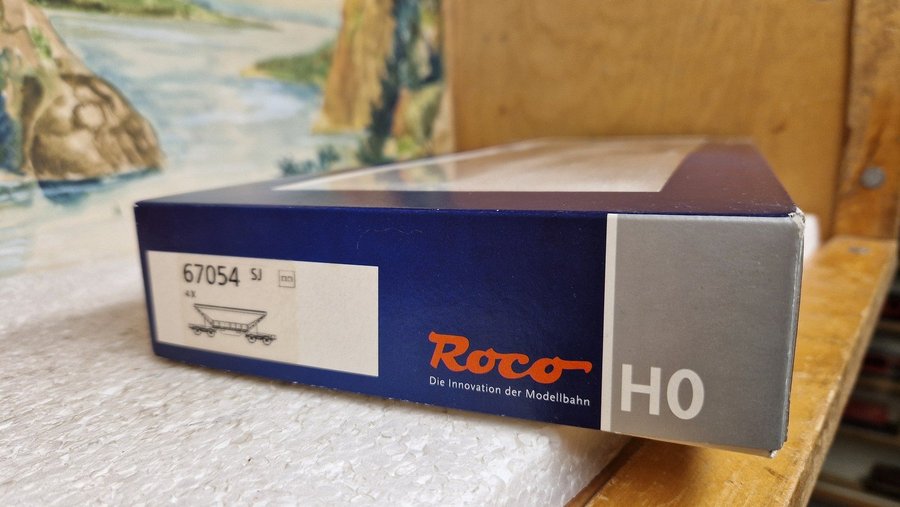 67054 SJ
4X
Roco
Die Innovation der Modellbahn
H0